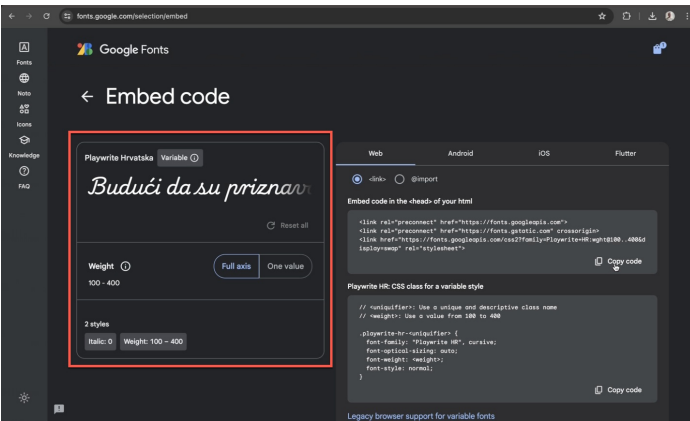 fonts.google.com/selection/embed
Google Fonts
Fonts
Noto
Icons
Knowledge
FAQ
Embed code
Playwrite Hrvatska Variable
Budući da su priznav
Reset all
Weight
Full axis One value
100 - 400
2 styles
Italic: 0 Weight: 100 – 400
Web Android iOS Flutter
<link> @import
Embed code in the <head> of your html
<link rel="preconnect" href="https://fonts.googleapis.com">
<link rel="preconnect" href="https://fonts.gstatic.com" crossorigin>
<link href="https://fonts.googleapis.com/css2?family=Playwrite+HR:wght@100..400&d
isplay=swap" rel="stylesheet">
Copy code
Playwrite HR: CSS class for a variable style
// <uniquifier>: Use a unique and descriptive class name
// <weight>: Use a value from 100 to 400
.playwrite-hr-<uniquifier> {
font-family: "Playwrite HR", cursive;
font-optical-sizing: auto;
font-weight: <weight>;
font-style: normal;
}
Copy code
Legacy browser support for variable fonts